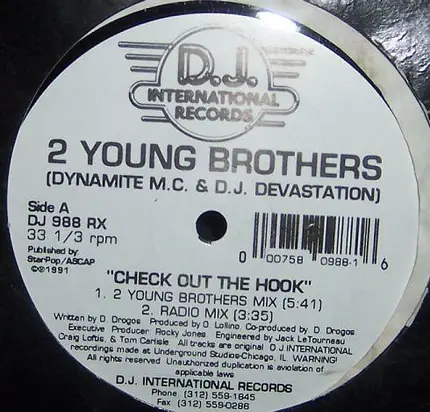 D.J.
INTERNATIONAL
RECORDS
2 YOUNG BROTHERS
(DYNAMITE M.C. & D.J. DEVASTATION)
Side A
DJ 988 RX
33 1/3 rpm
Published by:
StarPop /ASCAP
©℗1991
0 00758 0988-1 6
"CHECK OUT THE HOOK"
1. 2 YOUNG BROTHERS MIX (5:41)
2. RADIO MIX (3:35)
Written by D. Drogos Produced by D Lollino Co-produced by D. Drogos
Executive Producer Rocky Jones. Engineered by Jack LeTourneau
Craig Loftis, & Tom Carlisle All tracks are original D.J INTERNATIONAL
recordings made at Underground Studios-Chicago, IL WARNING!
All rights reserved. Unauthorized duplication is a violation of
applicable laws
D.J. INTERNATIONAL RECORDS
Phone (312) 559-1845
Fax (312) 559-0286